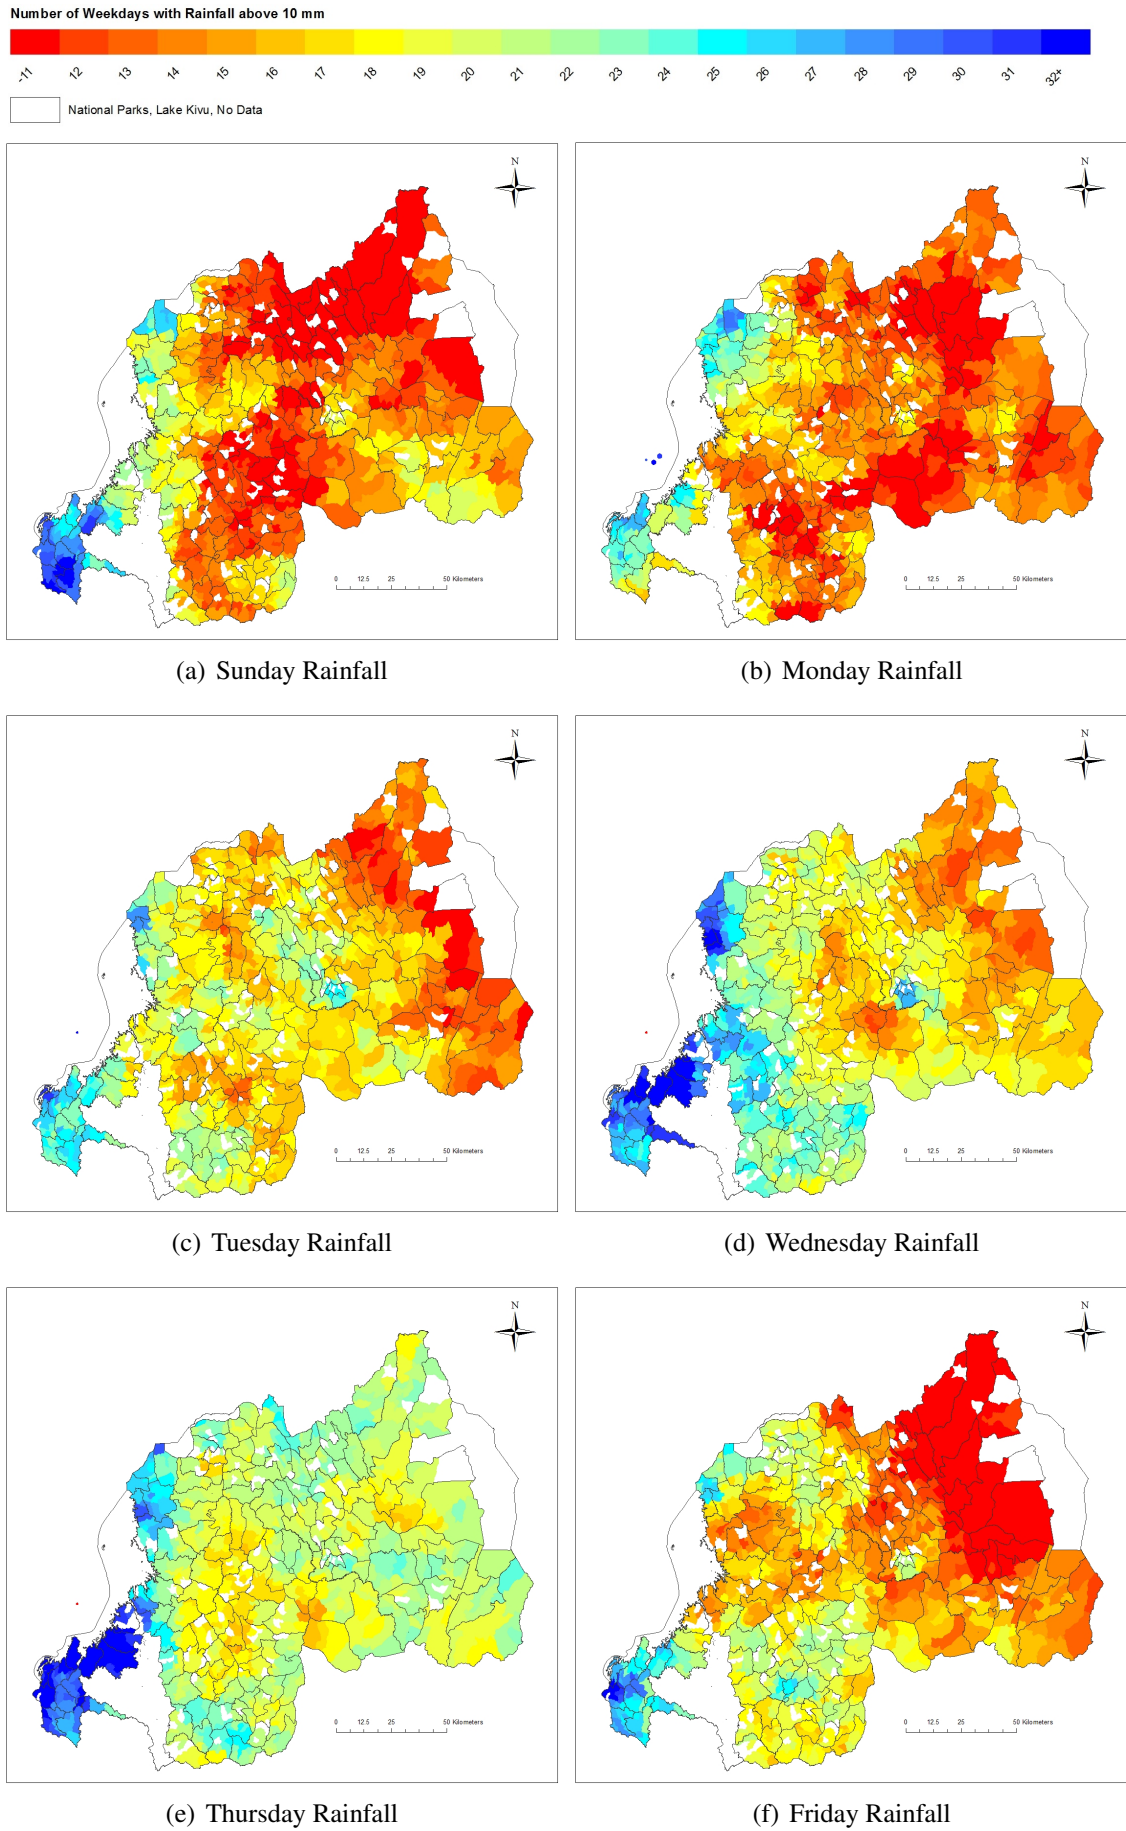 Number of Weekdays with Rainfall above 10 mm
-11 12 13 14 15 16 17 18 19 20 21 22 23 24 25 26 27 28 29 30 31 32+
National Parks, Lake Kivu, No Data
N N
0 12.5 25 50 Kilometers 0 12.5 25 50 Kilometers
(a) Sunday Rainfall (b) Monday Rainfall
N N
0 12.5 25 50 Kilometers 0 12.5 25 50 Kilometers
(c) Tuesday Rainfall (d) Wednesday Rainfall
N N
0 12.5 25 50 Kilometers 0 12.5 25 50 Kilometers
(e) Thursday Rainfall (f) Friday Rainfall